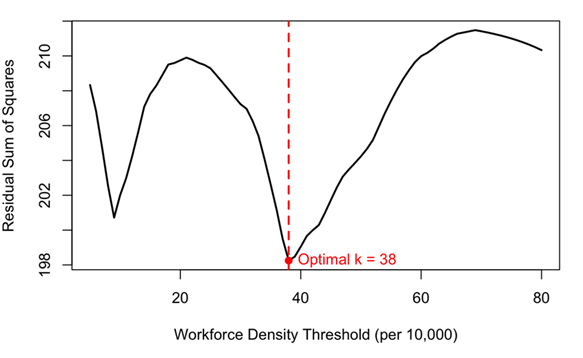 Residual Sum of Squares
210
206
202
198
Optimal k = 38
20 40 60 80
Workforce Density Threshold (per 10,000)